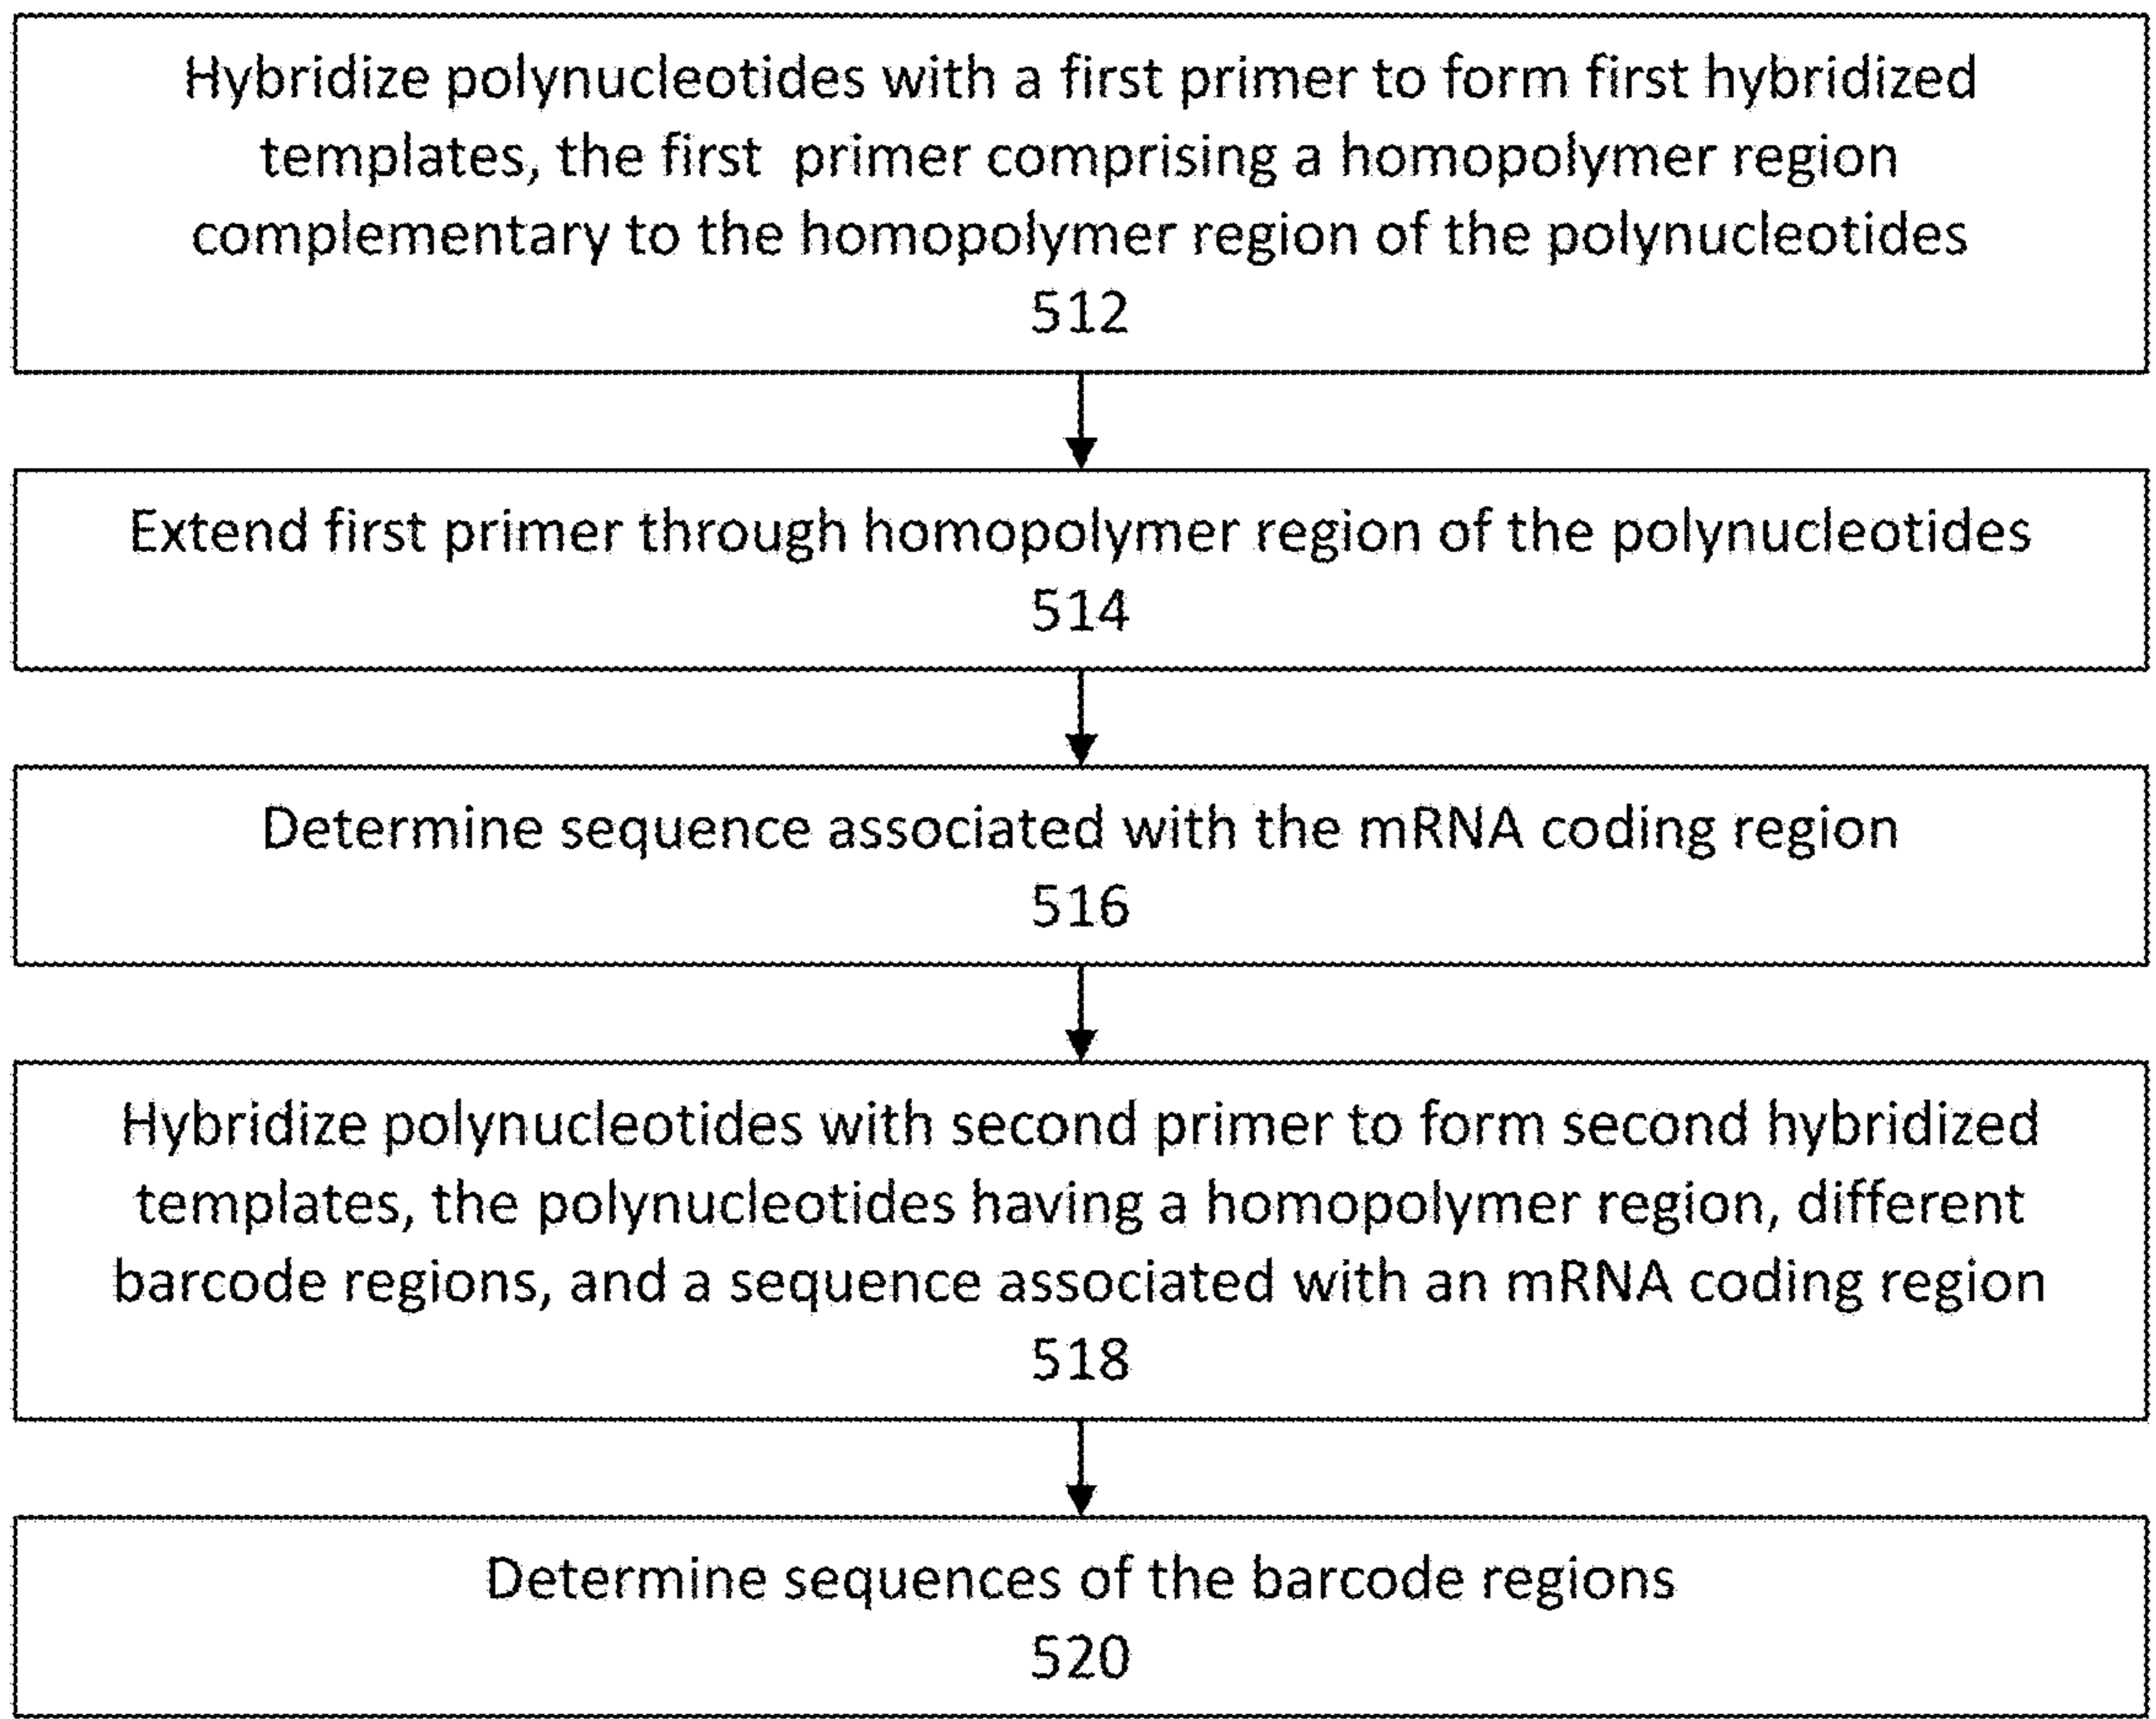 Hybridize polynucleotides with a first primer to form first hybridized
templates, the first primer comprising a homopolymer region
complementary to the homopolymer region of the polynucleotides
512
Extend first primer through homopolymer region of the polynucleotides
514
Determine sequence associated with the mRNA coding region
516
Hybridize polynucleotides with second primer to form second hybridized
templates, the polynucleotides having a homopolymer region, different
barcode regions, and a sequence associated with an mRNA coding region
518
Determine sequences of the barcode regions
520